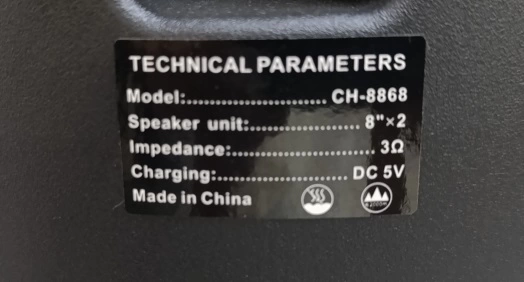 TECHNICAL PARAMETERS
Model:........................ CH-8868
Speaker unit:................... 8"×2
Impedance:........................ 3Ω
Charging:...................... DC 5V
Made in China